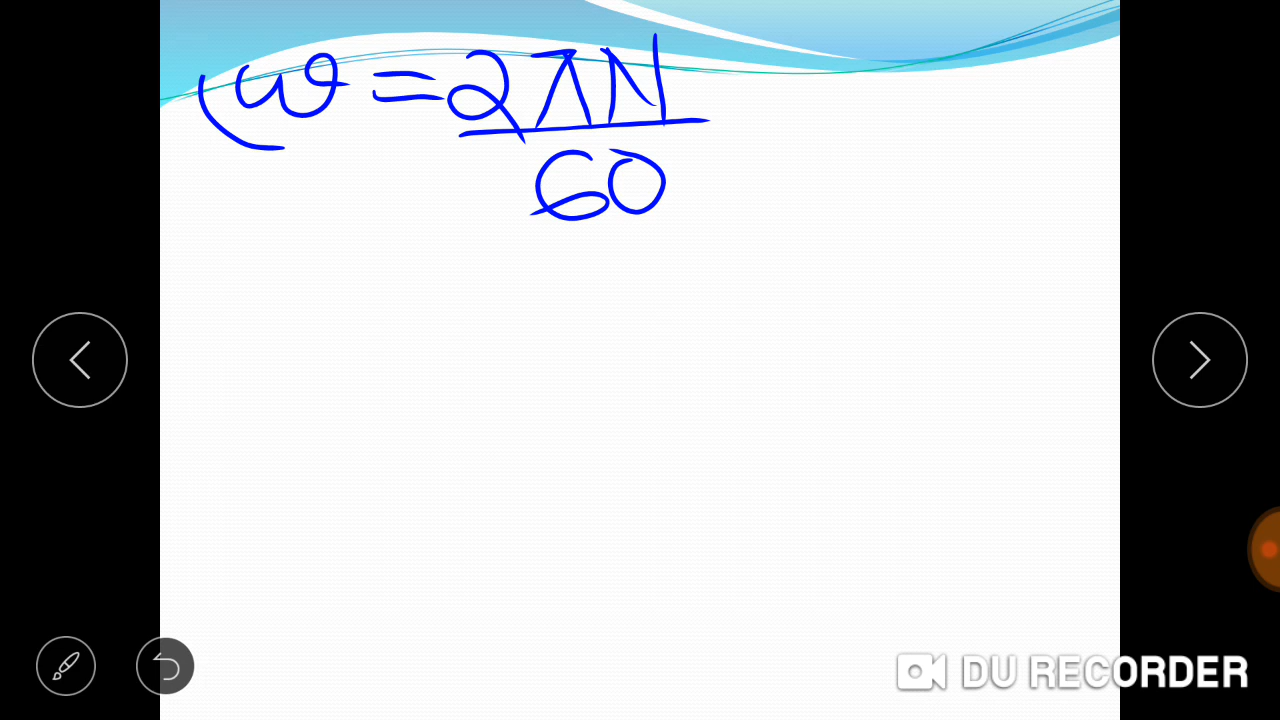 (ω = 2πN
60
DU RECORDER